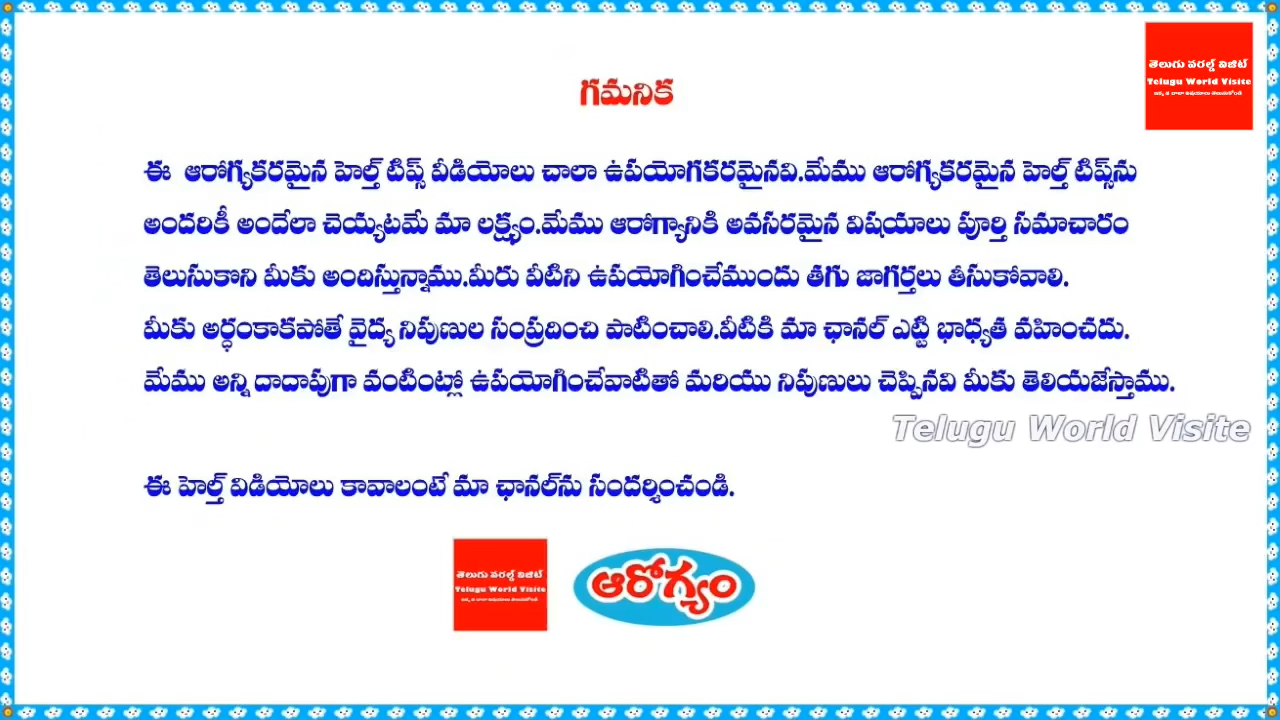 తెలుగు వరల్డ్ విజిట్
Telugu World Visite
గమనిక
ఈ ఆరోగ్యకరమైన హెల్త్ టిప్స్ వీడియోలు చాలా ఉపయోగకరమైనవి.మేము ఆరోగ్యకరమైన హెల్త్ టిప్స్‌ను
అందరికీ అందేలా చెయ్యటమే మా లక్ష్యం.మేము ఆరోగ్యానికి అవసరమైన విషయాలు పూర్తి సమాచారం
తెలుసుకొని మీకు అందిస్తున్నాము.మీరు వీటిని ఉపయోగించేముందు తగు జాగర్తలు తీసుకోవాలి.
మీకు అర్ధంకాకపోతే వైద్య నిపుణుల సంప్రదించి పాటించాలి.వీటికి మా ఛానల్ ఎట్టి భాధ్యత వహించదు.
మేము అన్ని దాదాపుగా వంటింట్లో ఉపయోగించేవాటితో మరియు నిపుణులు చెప్పినవి మీకు తెలియజేస్తాము.
Telugu World Visite
ఈ హెల్త్ విడియోలు కావాలంటే మా ఛానల్‌ను సందర్శించండి.
తెలుగు వరల్డ్ విజిట్
Telugu World Visite
ఆరోగ్యం